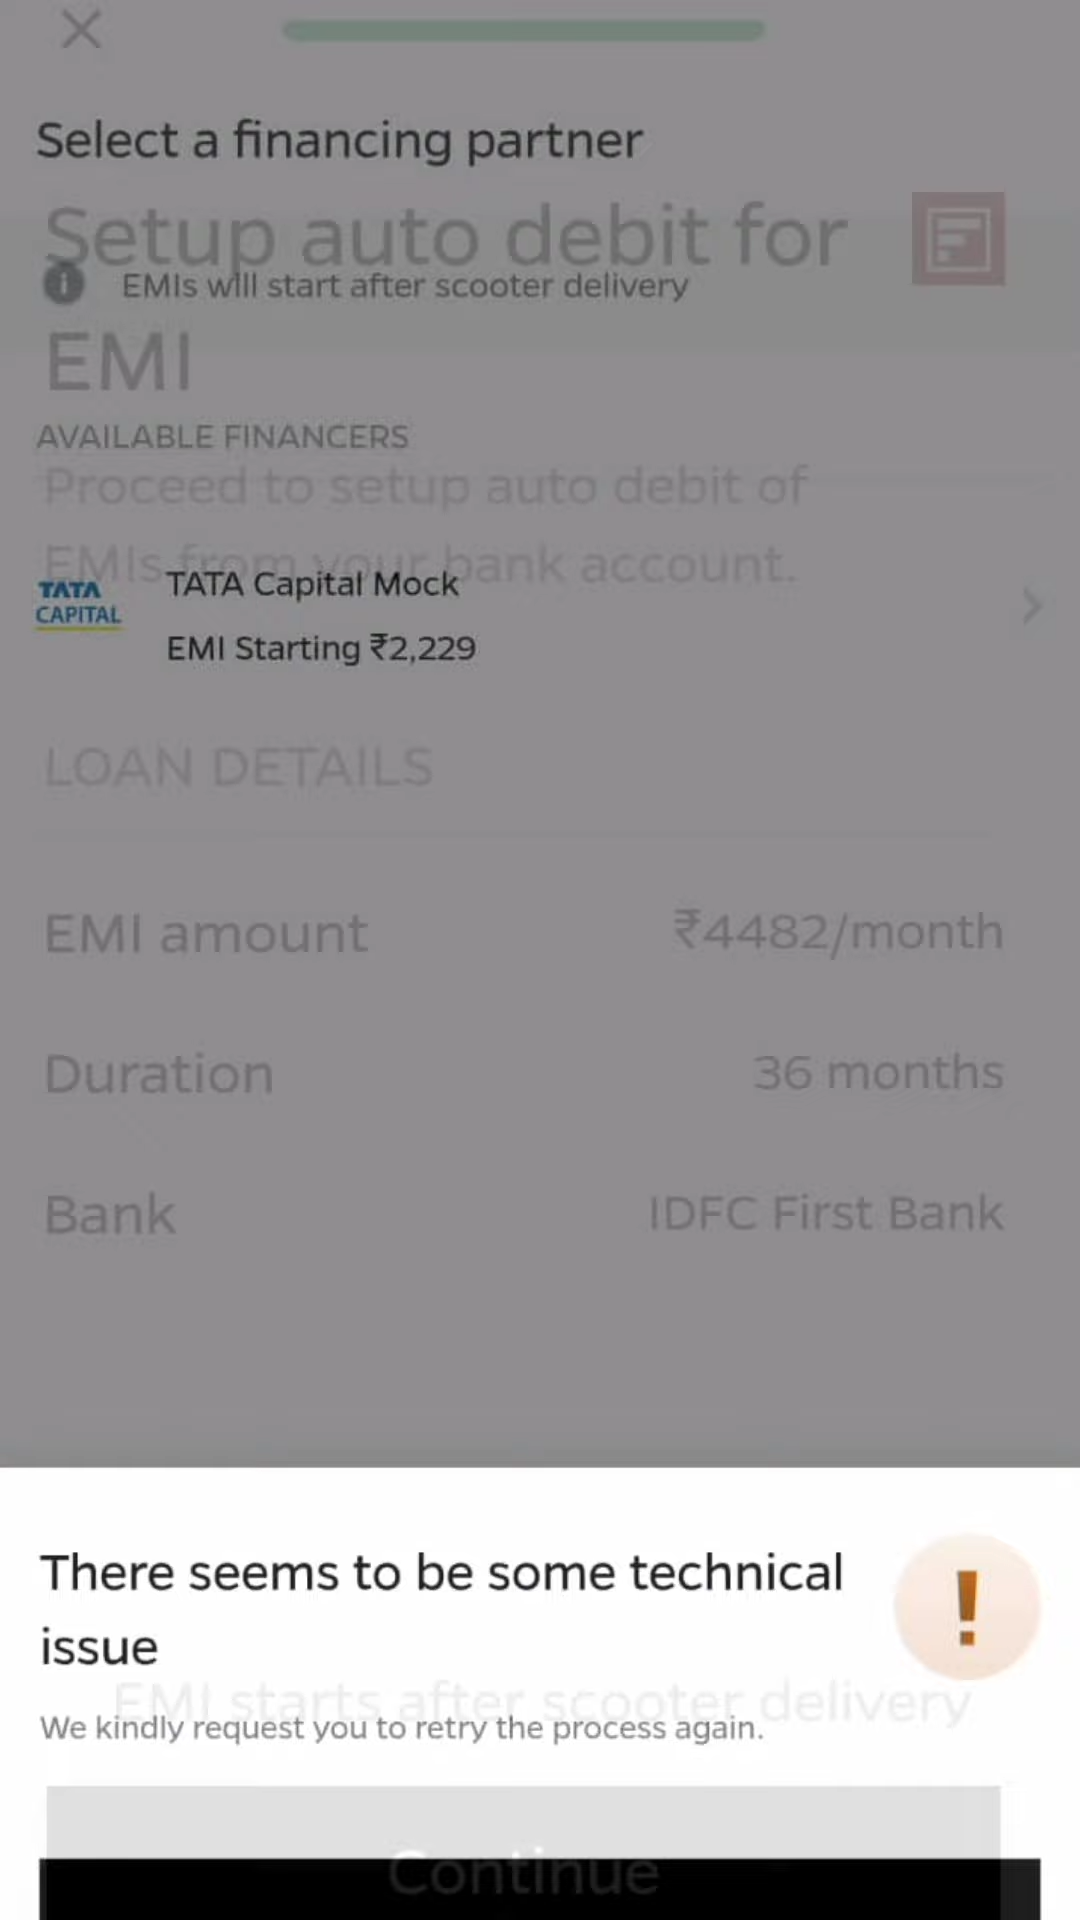 Select a financing partner
Setup auto debit for
EMIs will start after scooter delivery
EMI
AVAILABLE FINANCERS
Proceed to setup auto debit of
EMIs from your bank account.
TATA
CAPITAL
TATA Capital Mock
EMI Starting ₹2,229
LOAN DETAILS
EMI amount ₹4482/month
Duration 36 months
Bank IDFC First Bank
There seems to be some technical
issue
EMI starts after scooter delivery
We kindly request you to retry the process again.
Continue